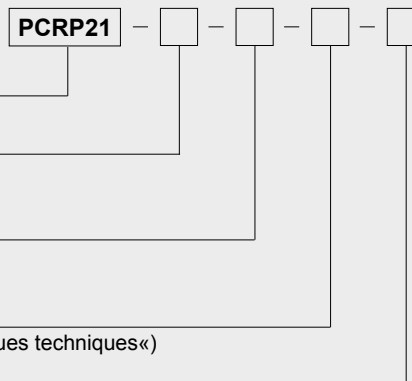 PCRP21 – – – –
ues techniques«)